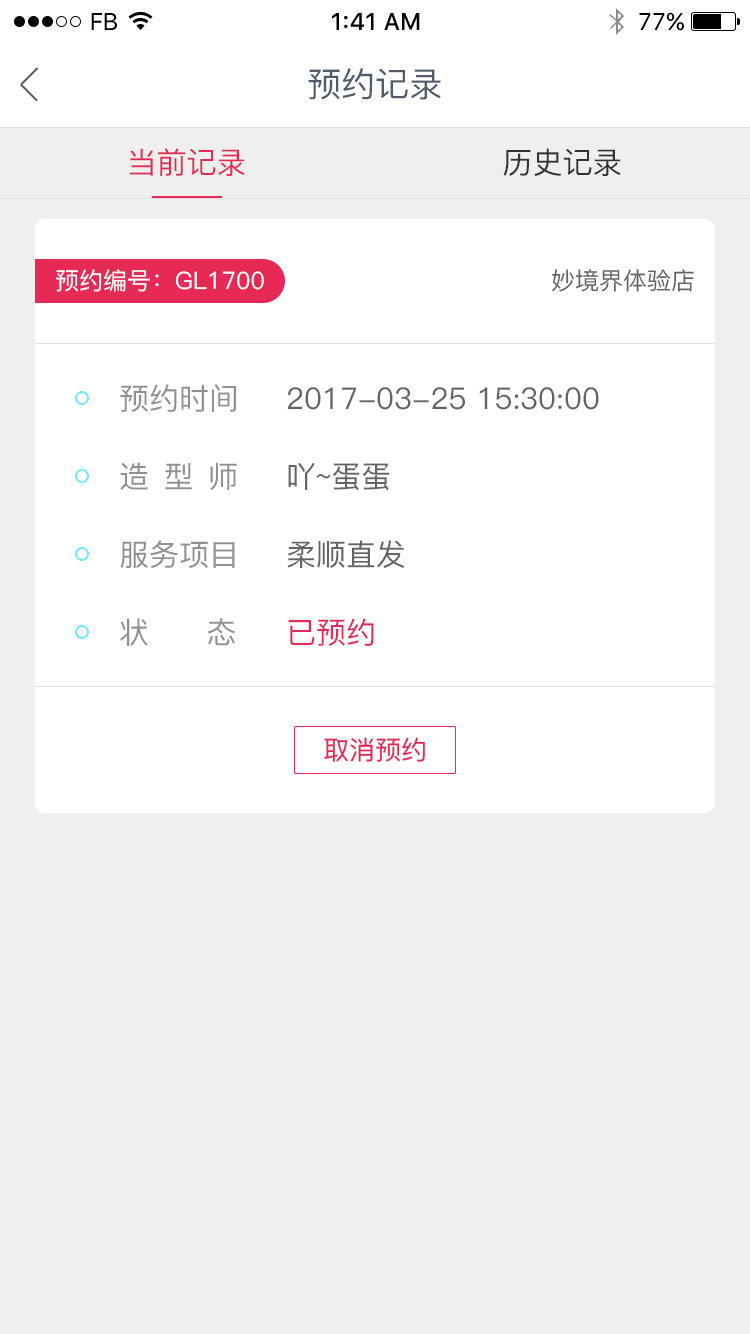 FB 1:41 AM 77%
预约记录
当前记录 历史记录
预约编号：GL1700 妙境界体验店
预约时间 2017-03-25 15:30:00
造型师 吖~蛋蛋
服务项目 柔顺直发
状态 已预约
取消预约